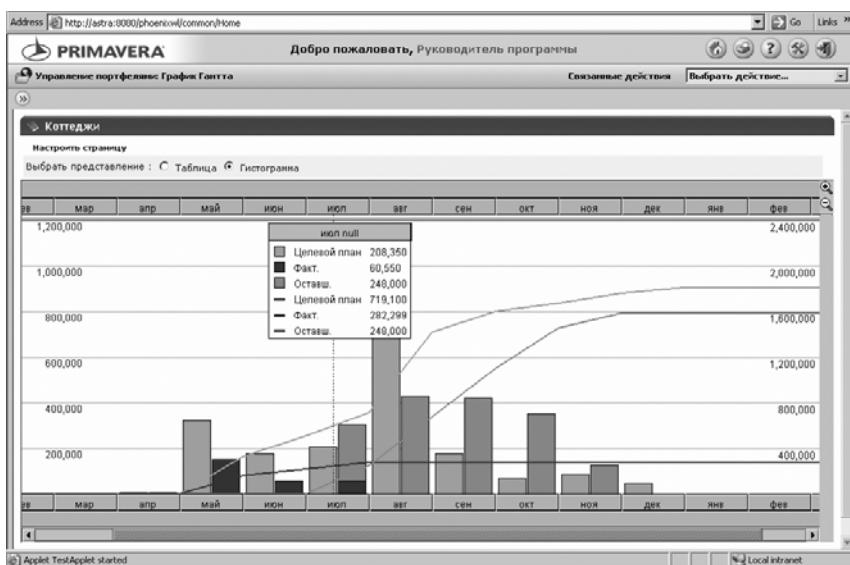 Address http://astra:8080/phoenixwl/common/Home Go Links »
PRIMAVERA Добро пожаловать, Руководитель программы
Управление портфелями: График Гантта Связанные действия Выбрать действие...
Коттеджи
Настроить страницу
Выбрать представление : Таблица Гистограмма
ев мар апр май июн июл авг сен окт ноя дек янв фев
1,200,000 июл null 2,400,000
Целевой план 208,350
1,000,000 Факт. 60,550 2,000,000
Оставш. 248,000
Целевой план 719,100
800,000 Факт. 282,299 1,600,000
Оставш. 248,000
600,000 1,200,000
400,000 800,000
200,000 400,000
ев мар апр май июн июл авг сен окт ноя дек янв фев
Applet TestApplet started Local intranet